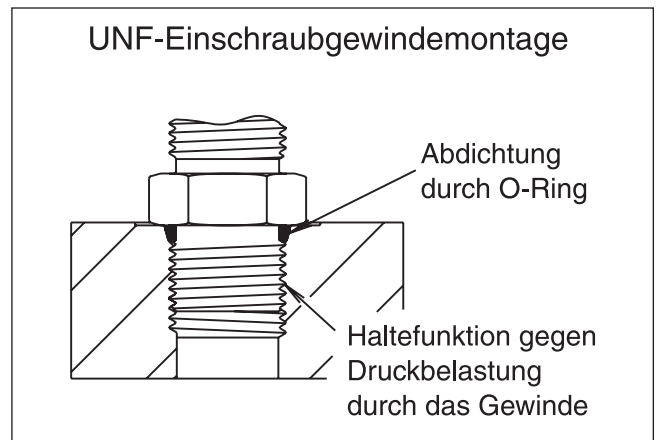 UNF-Einschraubgewindemontage
Abdichtung
durch O-Ring
Haltefunktion gegen
Druckbelastung
durch das Gewinde